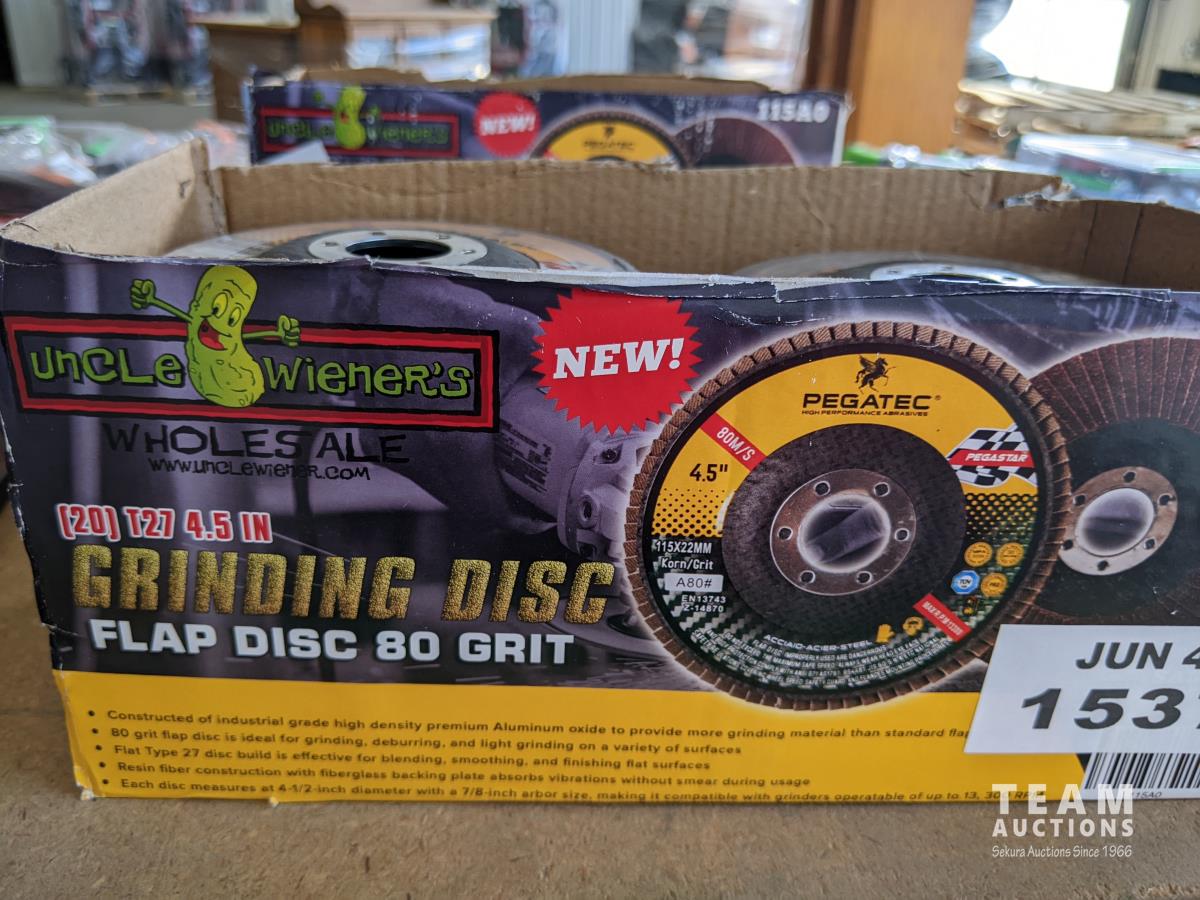 UNCLE WIENER'S
NEW!
115A0
PEGATEC
UNCLE WIENER'S
WHOLESALE
WWW.UNCLEWIENER.COM
NEW!
(20) T27 4.5 IN
GRINDING DISC
FLAP DISC 80 GRIT
PEGATEC®
HIGH PERFORMANCE ABRASIVES
80M/S
4.5"
PEGASTAR
115X22MM
Korn/Grit
A80#
EN13743
Z-14870
ACCIAIO-ACIER-STEEL
• Constructed of industrial grade high density premium Aluminum oxide to provide more grinding material than standard
• 80 grit flap disc is ideal for grinding, deburring, and light grinding on a variety of surfaces
• Flat Type 27 disc build is effective for blending, smoothing, and finishing flat surfaces
• Resin fiber construction with fiberglass backing plate absorbs vibrations without smear during usage
• Each disc measures at 4-1/2-inch diameter with a 7/8-inch arbor size, making it compatible with grinders operatable of up to 13,
JUN 4
153
TEAM
AUCTIONS
Sekura Auctions Since 1966